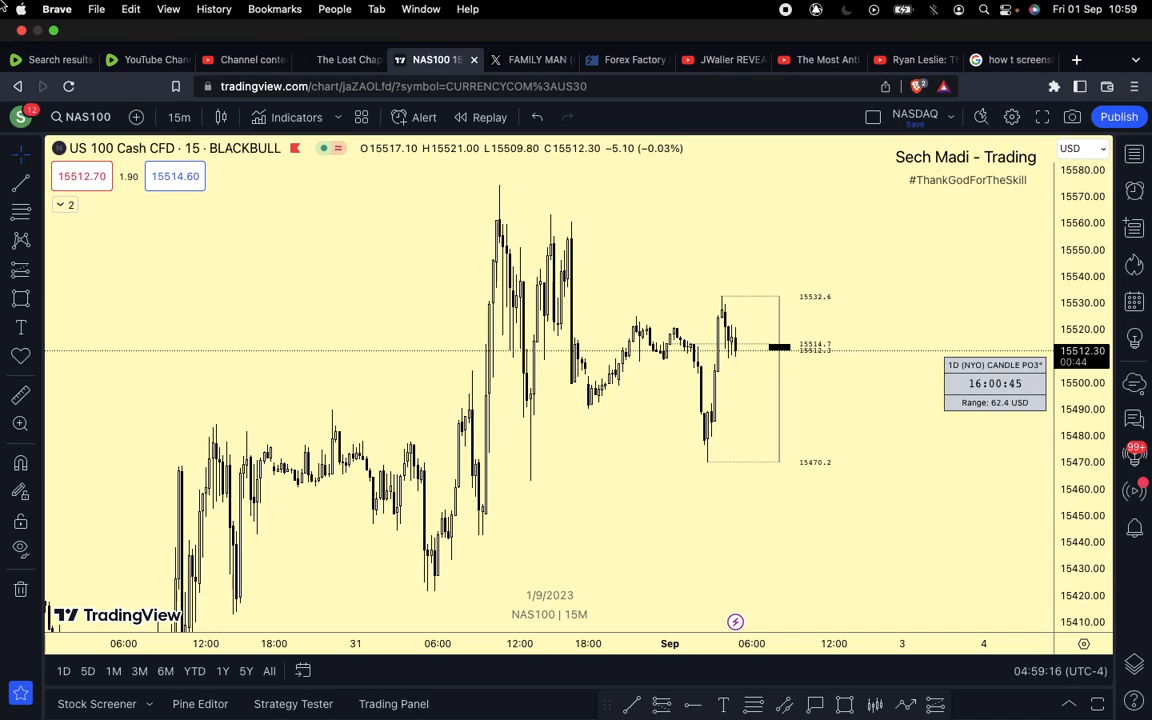 Brave File Edit View History Bookmarks People Tab Window Help Fri 01 Sep 10:59
Search results YouTube Chan Channel conte The Lost Chap NAS100 15 FAMILY MAN ( Forex Factory JWaller REVEA The Most Anti Ryan Leslie: Th how t screens
tradingview.com/chart/jaZAOLfd/?symbol=CURRENCYCOM%3AUS30
2
S 12 NAS100 15m Indicators Alert Replay NASDAQ Save Publish
US 100 Cash CFD · 15 · BLACKBULL O15517.10 H15521.00 L15509.80 C15512.30 −5.10 (−0.03%)
USD
Sech Madi - Trading
#ThankGodForTheSkill
15512.70 1.90 15514.60
2
15580.00
15570.00
15560.00
15550.00
15540.00
15530.00
15520.00
15512.30
00:44
15500.00
15490.00
15480.00
15470.00
15460.00
15450.00
15440.00
15430.00
15420.00
15410.00
15532.6
15514.7
15512.3
15470.2
1D (NYO) CANDLE PO3°
16:00:45
Range: 62.4 USD
99+
1/9/2023
NAS100 | 15M
TradingView
06:00 12:00 18:00 31 06:00 12:00 18:00 Sep 06:00 12:00 3 4
1D 5D 1M 3M 6M YTD 1Y 5Y All 04:59:16 (UTC-4)
Stock Screener Pine Editor Strategy Tester Trading Panel